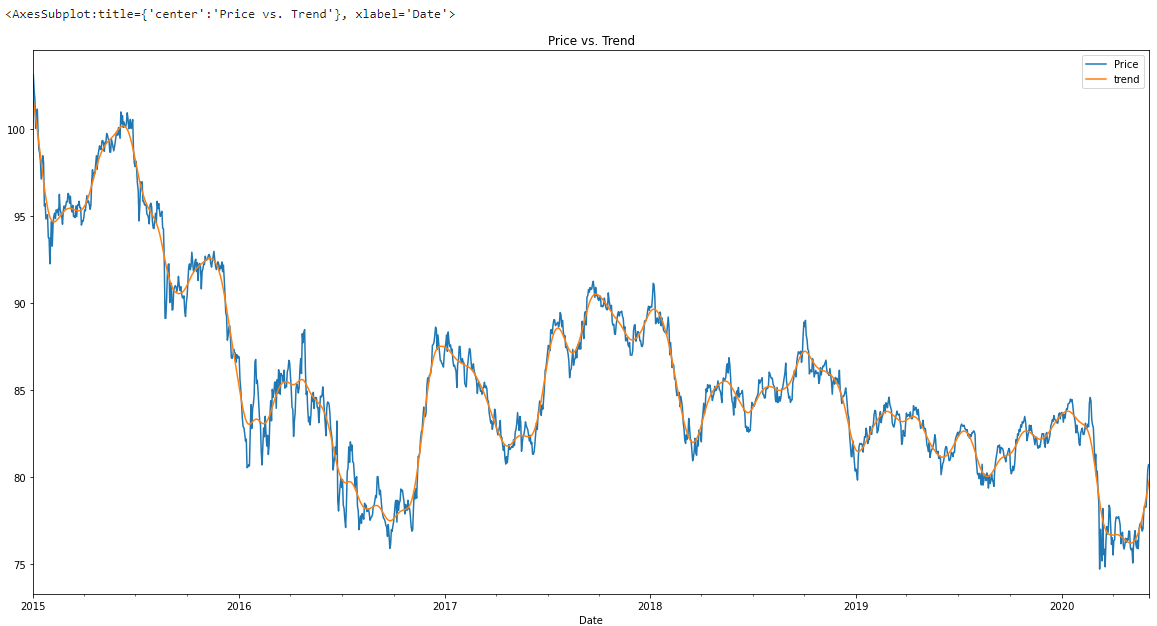 <AxesSubplot:title={'center':'Price vs. Trend'}, xlabel='Date'>
Price vs. Trend
Price
trend
100
95
90
85
80
75
2015
2016
2017
2018
2019
2020
Date